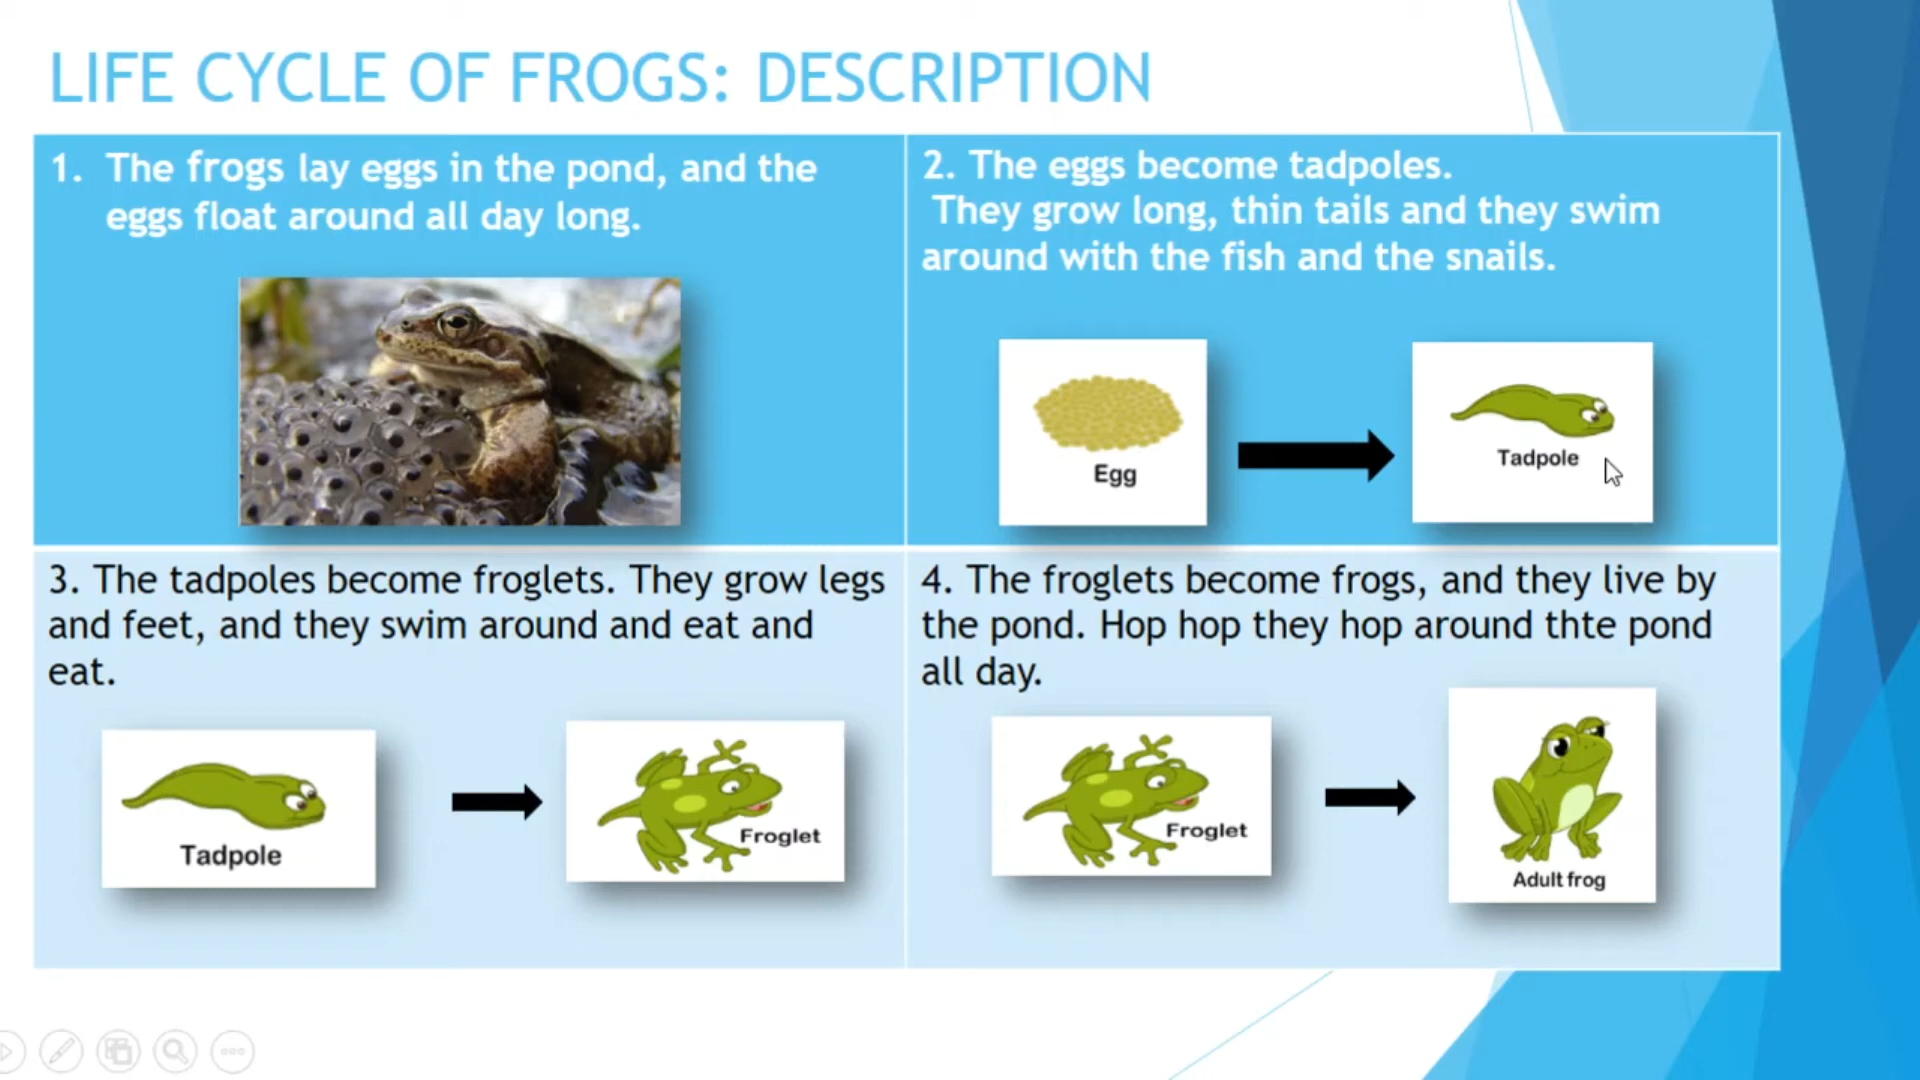 LIFE CYCLE OF FROGS: DESCRIPTION
1. The frogs lay eggs in the pond, and the
eggs float around all day long.
2. The eggs become tadpoles.
They grow long, thin tails and they swim
around with the fish and the snails.
Egg
Tadpole
3. The tadpoles become froglets. They grow legs
and feet, and they swim around and eat and
eat.
Tadpole
Froglet
4. The froglets become frogs, and they live by
the pond. Hop hop they hop around thte pond
all day.
Froglet
Adult frog